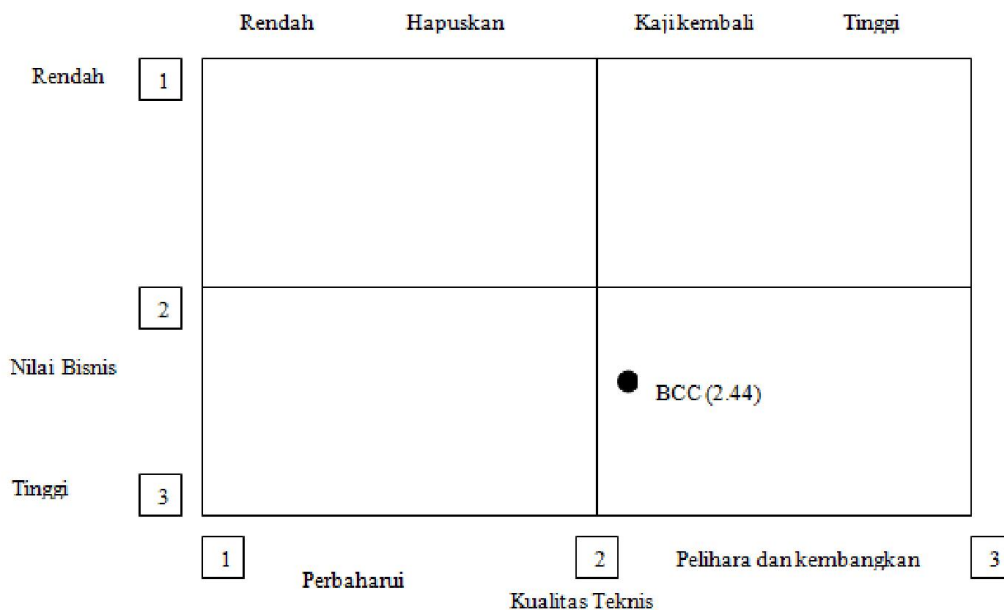 Rendah Hapuskan Kajikembali Tinggi
Rendah 1
2
Nilai Bisnis
BCC (2.44)
Tinggi 3
1 2 Pelihara dan kembangkan 3
Perbaharui
Kualitas Teknis